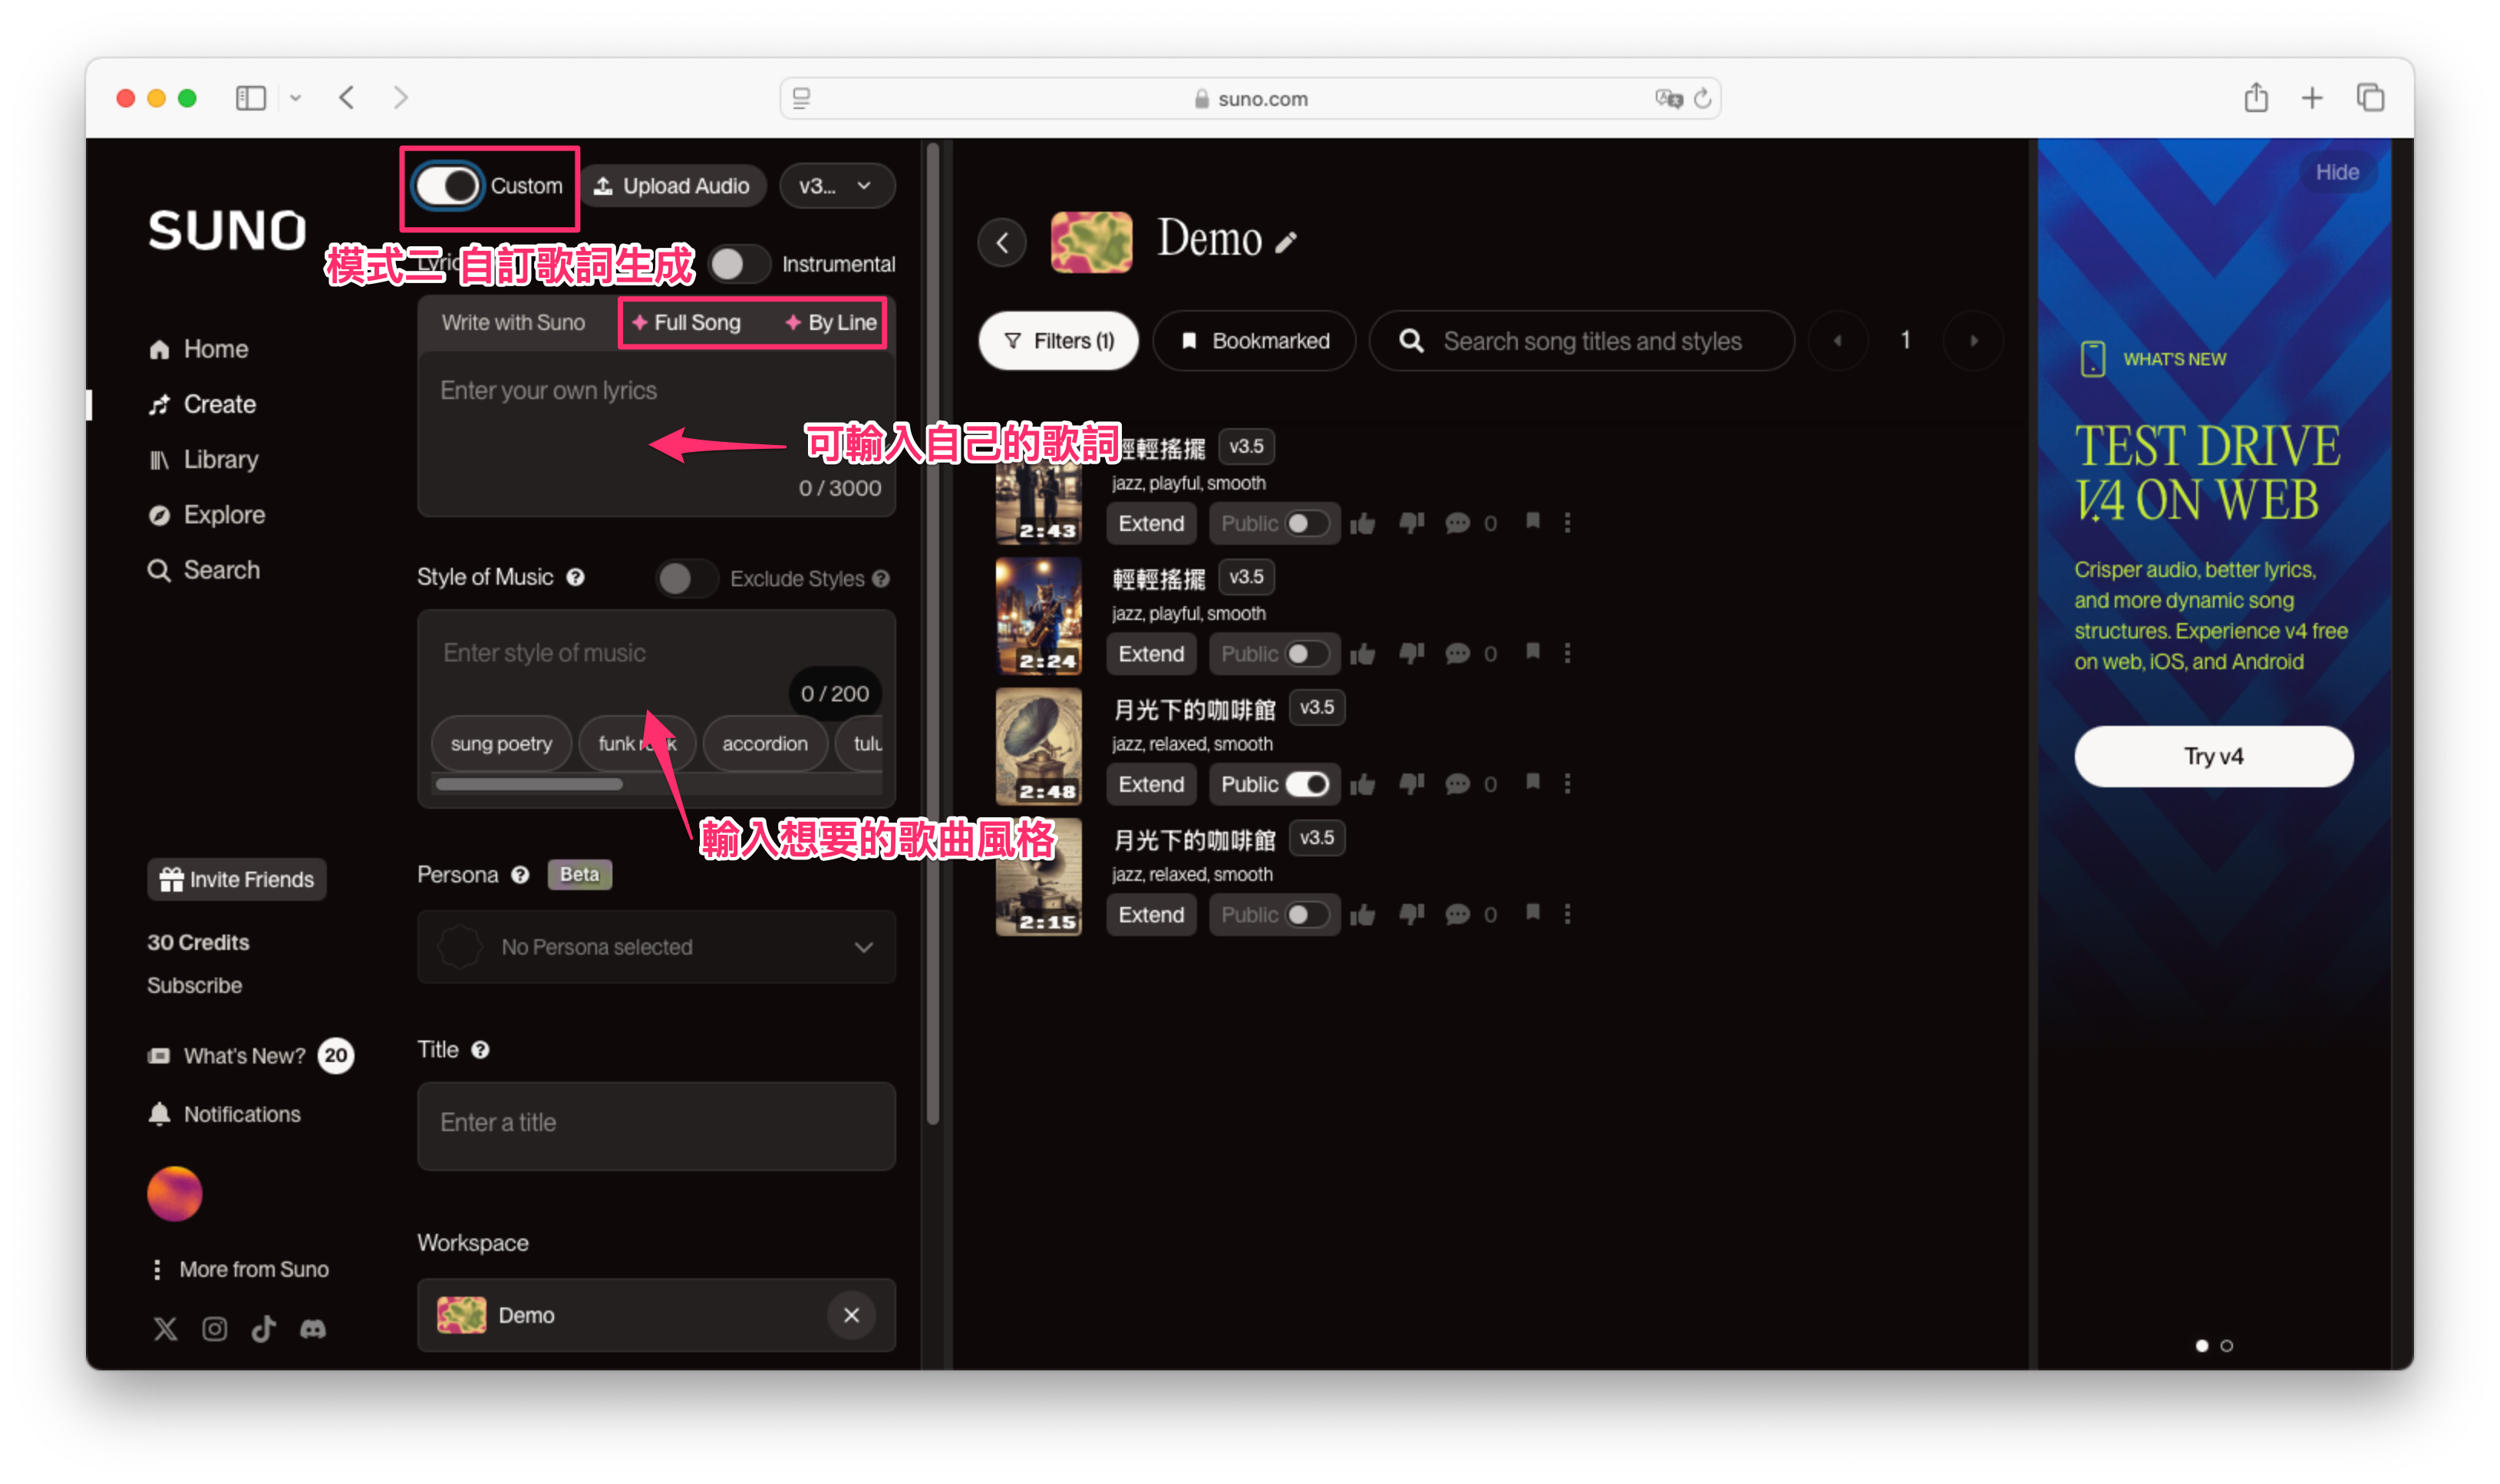 suno.com
SUNO
Home
Create
Library
Explore
Search
Invite Friends
30 Credits
Subscribe
What's New? 20
Notifications
More from Suno
Custom
Upload Audio
v3...
模式二 自訂歌詞生成
Instrumental
Write with Suno
Full Song
By Line
Enter your own lyrics
可輸入自己的歌詞
0 / 3000
Style of Music
Exclude Styles
Enter style of music
0 / 200
sung poetry
accordion
輸入想要的歌曲風格
Persona
Beta
No Persona selected
Title
Enter a title
Workspace
Demo
Demo
Filters (1)
Bookmarked
Search song titles and styles
1
輕輕搖擺 v3.5
jazz, playful, smooth
2:43
Extend Public 0
輕輕搖擺 v3.5
jazz, playful, smooth
2:24
Extend Public 0
月光下的咖啡館 v3.5
jazz, relaxed, smooth
2:48
Extend Public 0
月光下的咖啡館 v3.5
jazz, relaxed, smooth
2:15
Extend Public 0
Hide
WHAT'S NEW
TEST DRIVE
V4 ON WEB
Crisper audio, better lyrics,
and more dynamic song
structures. Experience v4 free
on web, iOS, and Android
Try v4